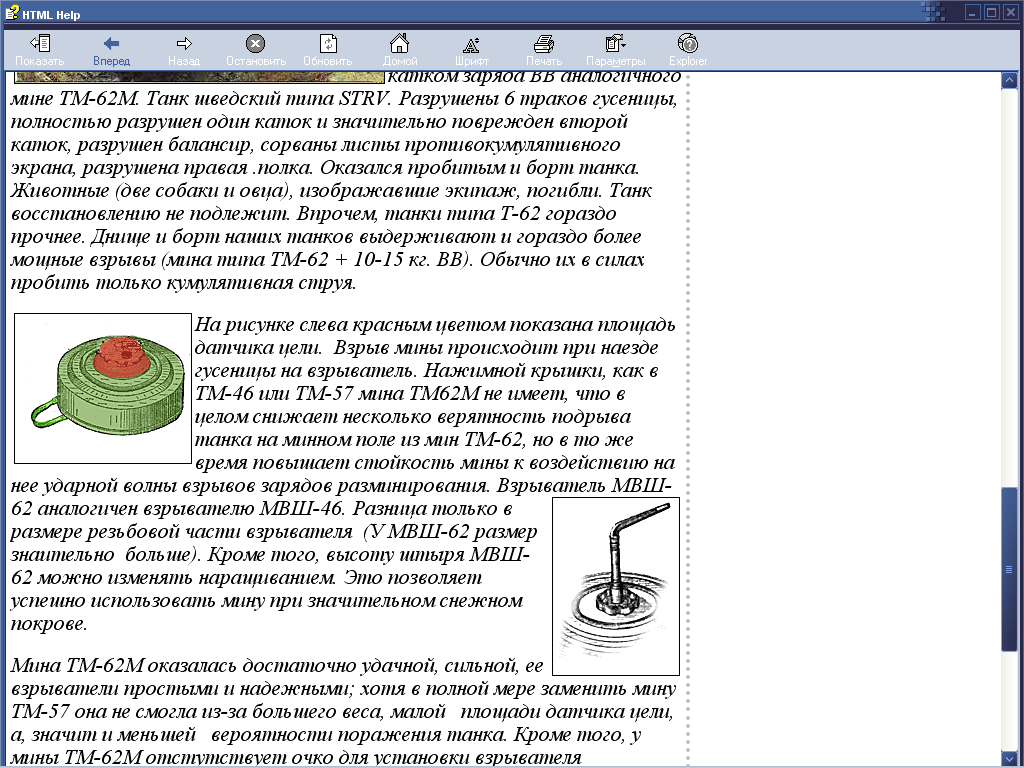 HTML Help
Показать Вперед Назад Остановить Обновить Домой Шрифт Печать Параметры Explorer
катком заряда ВВ аналогичного
мине ТМ-62М. Танк шведский типа STRV. Разрушены 6 траков гусеницы,
полностью разрушен один каток и значительно поврежден второй
каток, разрушен балансир, сорваны листы противокумулятивного
экрана, разрушена правая .полка. Оказался пробитым и борт танка.
Животные (две собаки и овца), изображавшие экипаж, погибли. Танк
восстановлению не подлежит. Впрочем, танки типа Т-62 гораздо
прочнее. Днище и борт наших танков выдерживают и гораздо более
мощные взрывы (мина типа ТМ-62 + 10-15 кг. ВВ). Обычно их в силах
пробить только кумулятивная струя.
На рисунке слева красным цветом показана площадь
датчика цели.  Взрыв мины происходит при наезде
гусеницы на взрыватель. Нажимной крышки, как в
ТМ-46 или ТМ-57 мина ТМ62М не имеет, что в
целом снижает несколько верятность подрыва
танка на минном поле из мин ТМ-62, но в то же
время повышает стойкость мины к воздействию на
нее ударной волны взрывов зарядов разминирования. Взрыватель МВШ-
62 аналогичен взрывателю МВШ-46. Разница только в
размере резьбовой части взрывателя  (У МВШ-62 размер
знаительно  больше). Кроме того, высоту штыря МВШ-
62 можно изменять наращиванием. Это позволяет
успешно использовать мину при значительном снежном
покрове.
Мина ТМ-62М оказалась достаточно удачной, сильной, ее
взрыватели простыми и надежными; хотя в полной мере заменить мину
ТМ-57 она не смогла из-за большего веса, малой   площади датчика цели,
а, значит и меньшей   вероятности поражения танка. Кроме того, у
мины ТМ-62М отстутствует очко для установки взрывателя